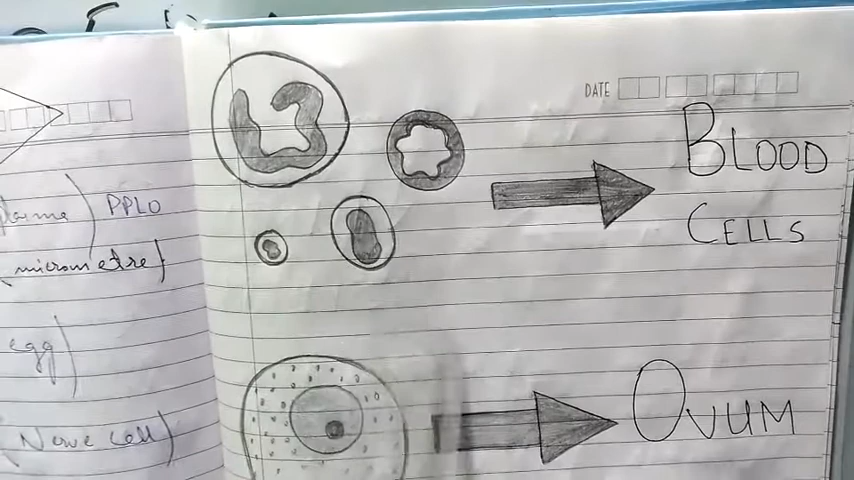 PPLO
micrometre)
egg)
Nerve cell)
DATE
BLOOD
CELLS
OVUM